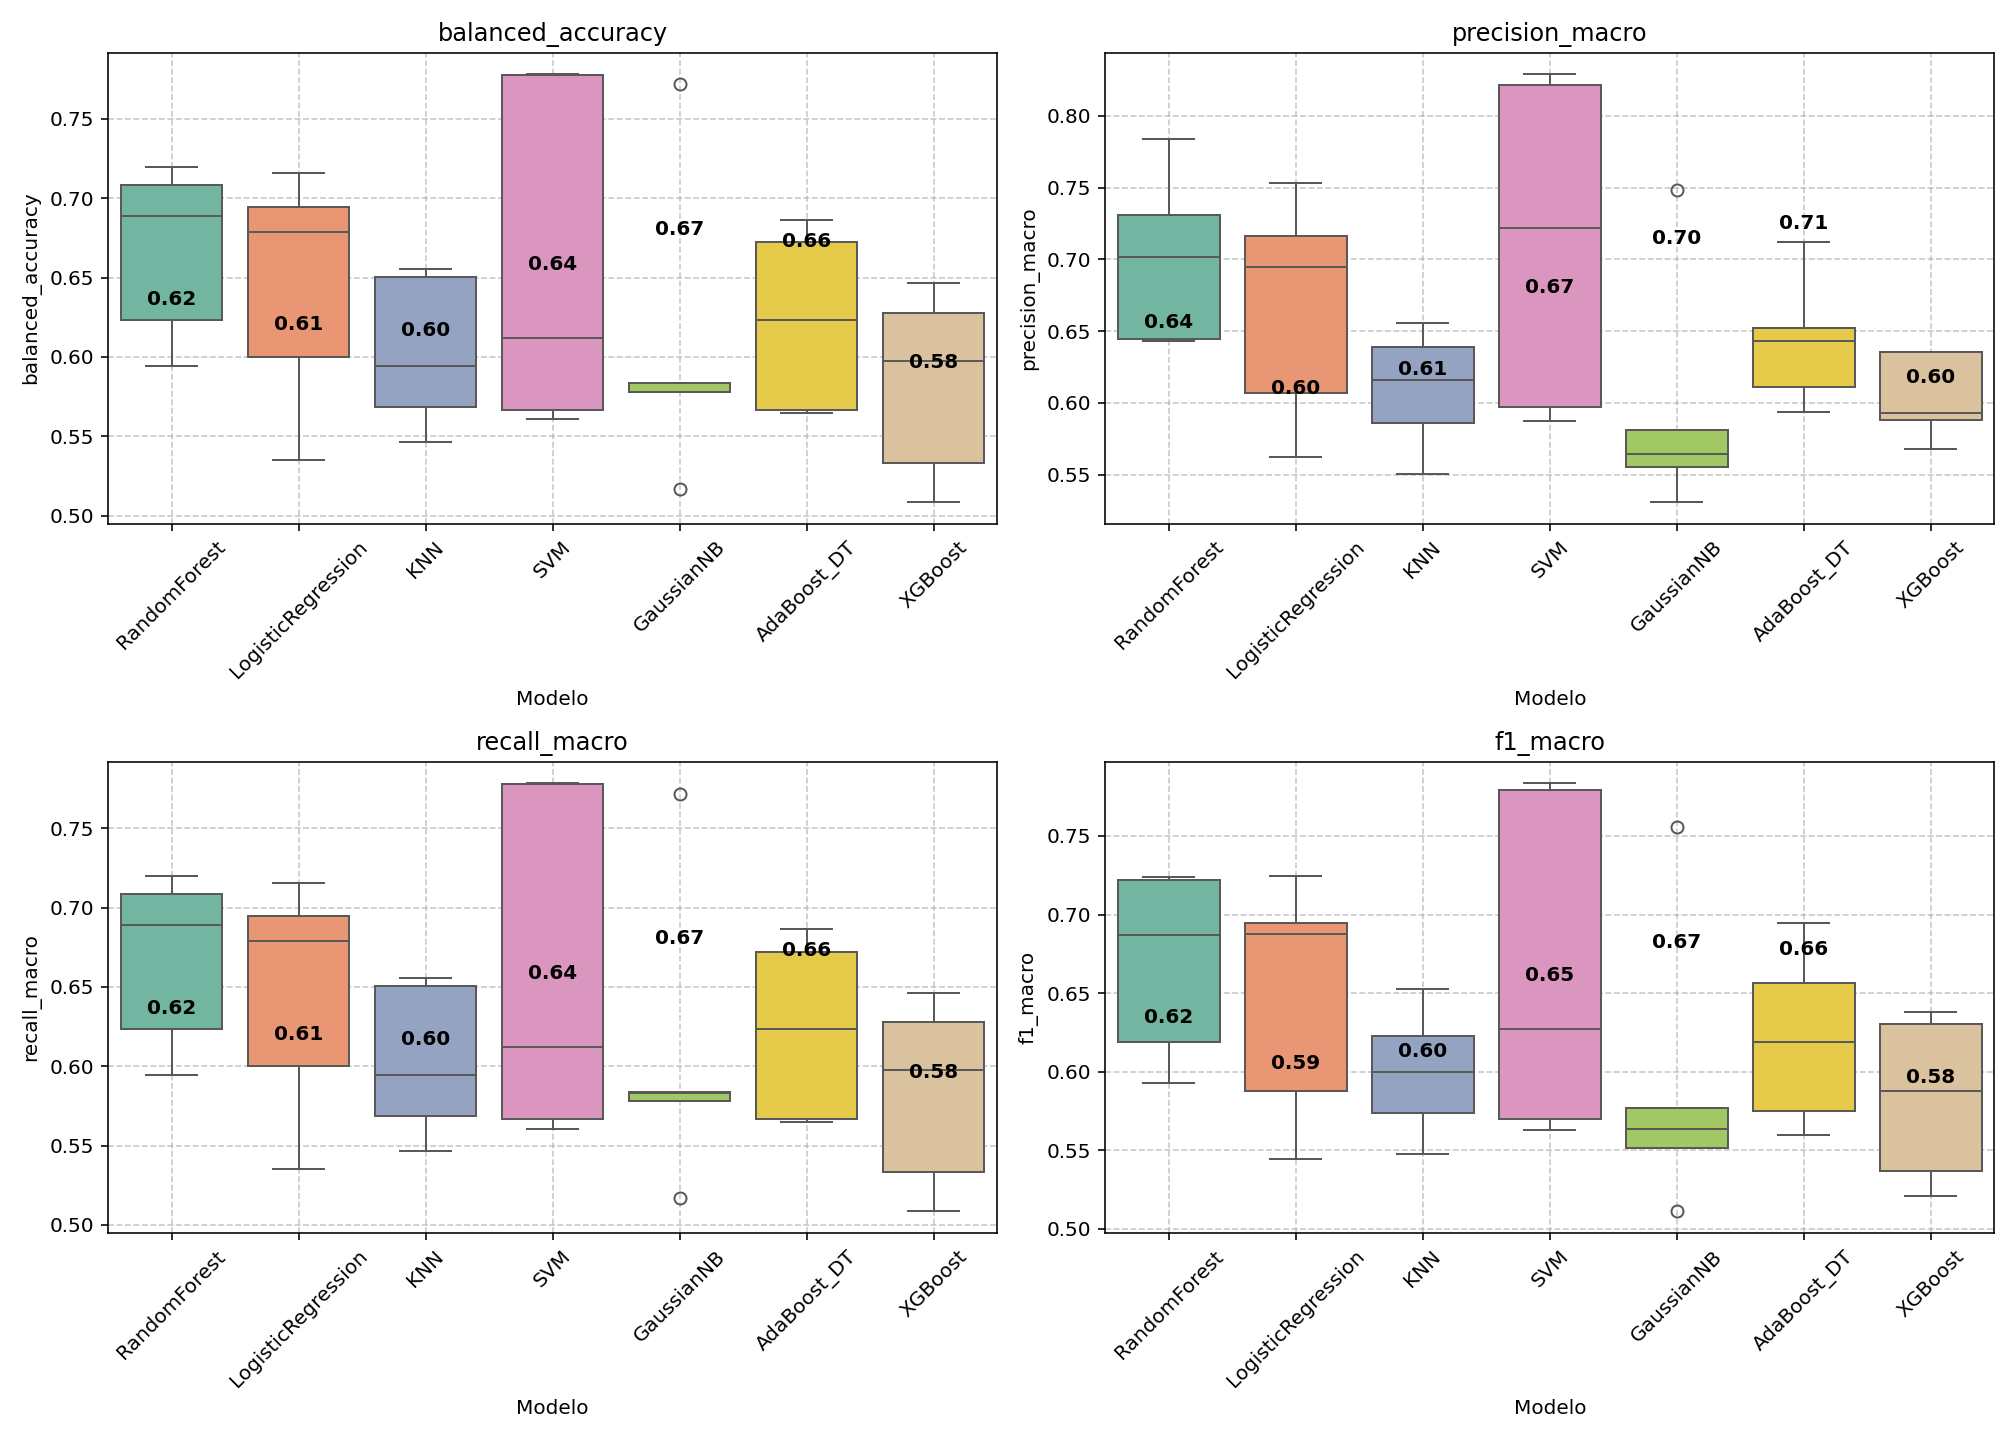 balanced_accuracy
balanced_accuracy
0.75
0.70
0.65
0.60
0.55
0.50
0.62
0.61
0.60
0.64
0.67
0.66
0.58
RandomForest
LogisticRegression
KNN
SVM
GaussianNB
AdaBoost_DT
XGBoost
Modelo
precision_macro
precision_macro
0.80
0.75
0.70
0.65
0.60
0.55
0.64
0.60
0.61
0.67
0.70
0.71
0.60
RandomForest
LogisticRegression
KNN
SVM
GaussianNB
AdaBoost_DT
XGBoost
Modelo
recall_macro
recall_macro
0.75
0.70
0.65
0.60
0.55
0.50
0.62
0.61
0.60
0.64
0.67
0.66
0.58
RandomForest
LogisticRegression
KNN
SVM
GaussianNB
AdaBoost_DT
XGBoost
Modelo
f1_macro
f1_macro
0.75
0.70
0.65
0.60
0.55
0.50
0.62
0.59
0.60
0.65
0.67
0.66
0.58
RandomForest
LogisticRegression
KNN
SVM
GaussianNB
AdaBoost_DT
XGBoost
Modelo